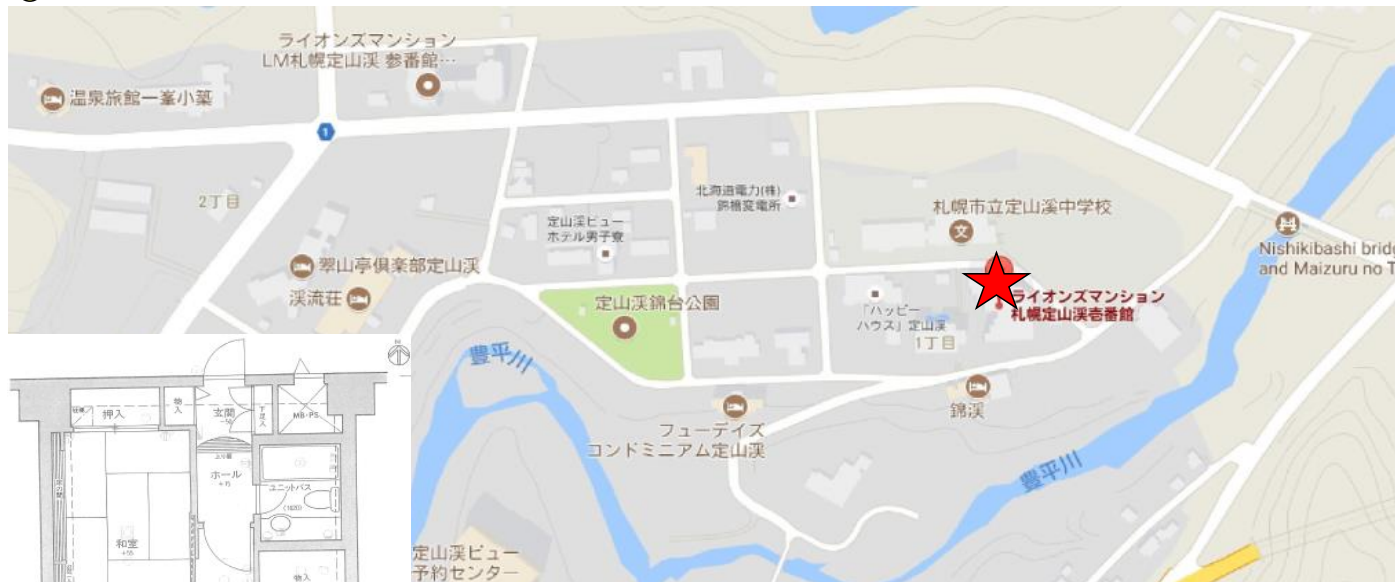 ライオンズマンション
LM札幌定山渓 参番館…
温泉旅館一峯小築
1
2丁目
北海道電力(株)
錦橋変電所
札幌市立定山渓中学校
文
定山渓ビュー
ホテル男子寮
Nishikibashi bridg
and Maizuru no T
翠山亭倶楽部定山渓
渓流荘
定山渓錦台公園
「ハッピー
ハウス」定山渓
1丁目
ライオンズマンション
札幌定山渓壱番館
豊平川
錦渓
フューデイズ
コンドミニアム定山渓
豊平川
定山渓ビュー
予約センター
押入
物入
玄関
下足入
MB・PS
ホール
ユニットバス
(1620)
和室
物入